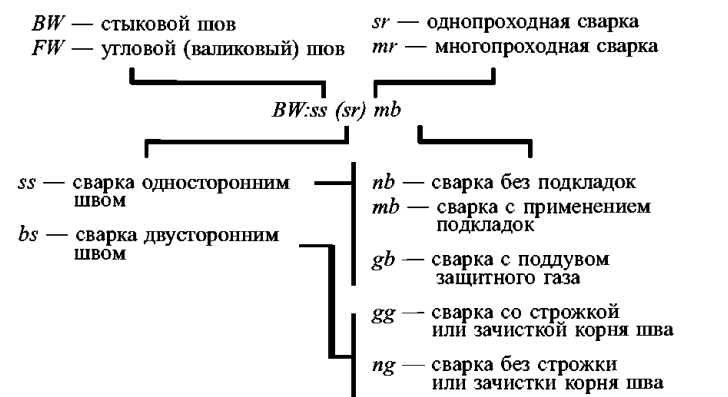 BW — стыковой шов
FW — угловой (валиковый) шов
sr — однопроходная сварка
mr — многопроходная сварка
BW:ss (sr) mb
ss — сварка односторонним
швом
bs — сварка двусторонним
швом
nb — сварка без подкладок
mb — сварка с применением
подкладок
gb — сварка с поддувом
защитного газа
gg — сварка со строжкой
или зачисткой корня шва
ng — сварка без строжки
или зачистки корня шва